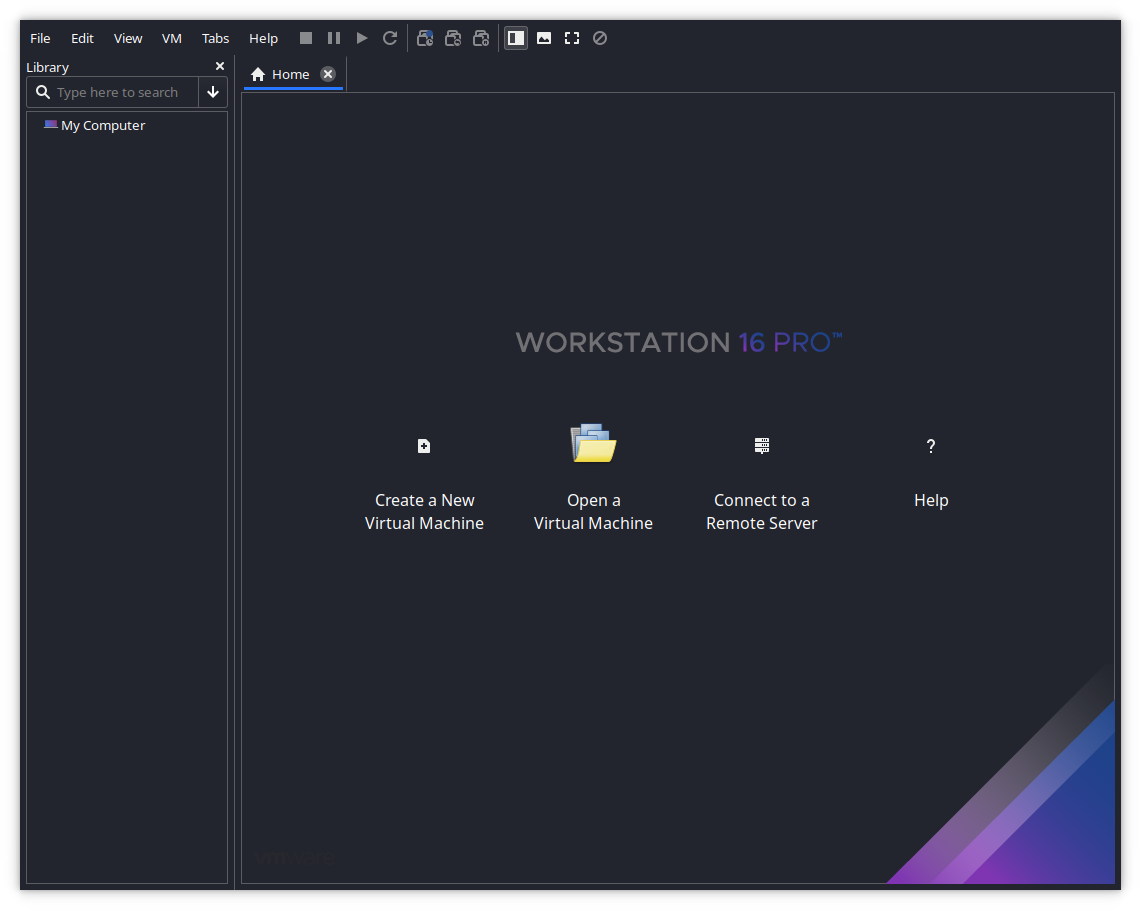 File Edit View VM Tabs Help
Library
Home
Type here to search
My Computer
WORKSTATION 16 PRO™
Create a New
Virtual Machine
Open a
Virtual Machine
Connect to a
Remote Server
Help
vmware